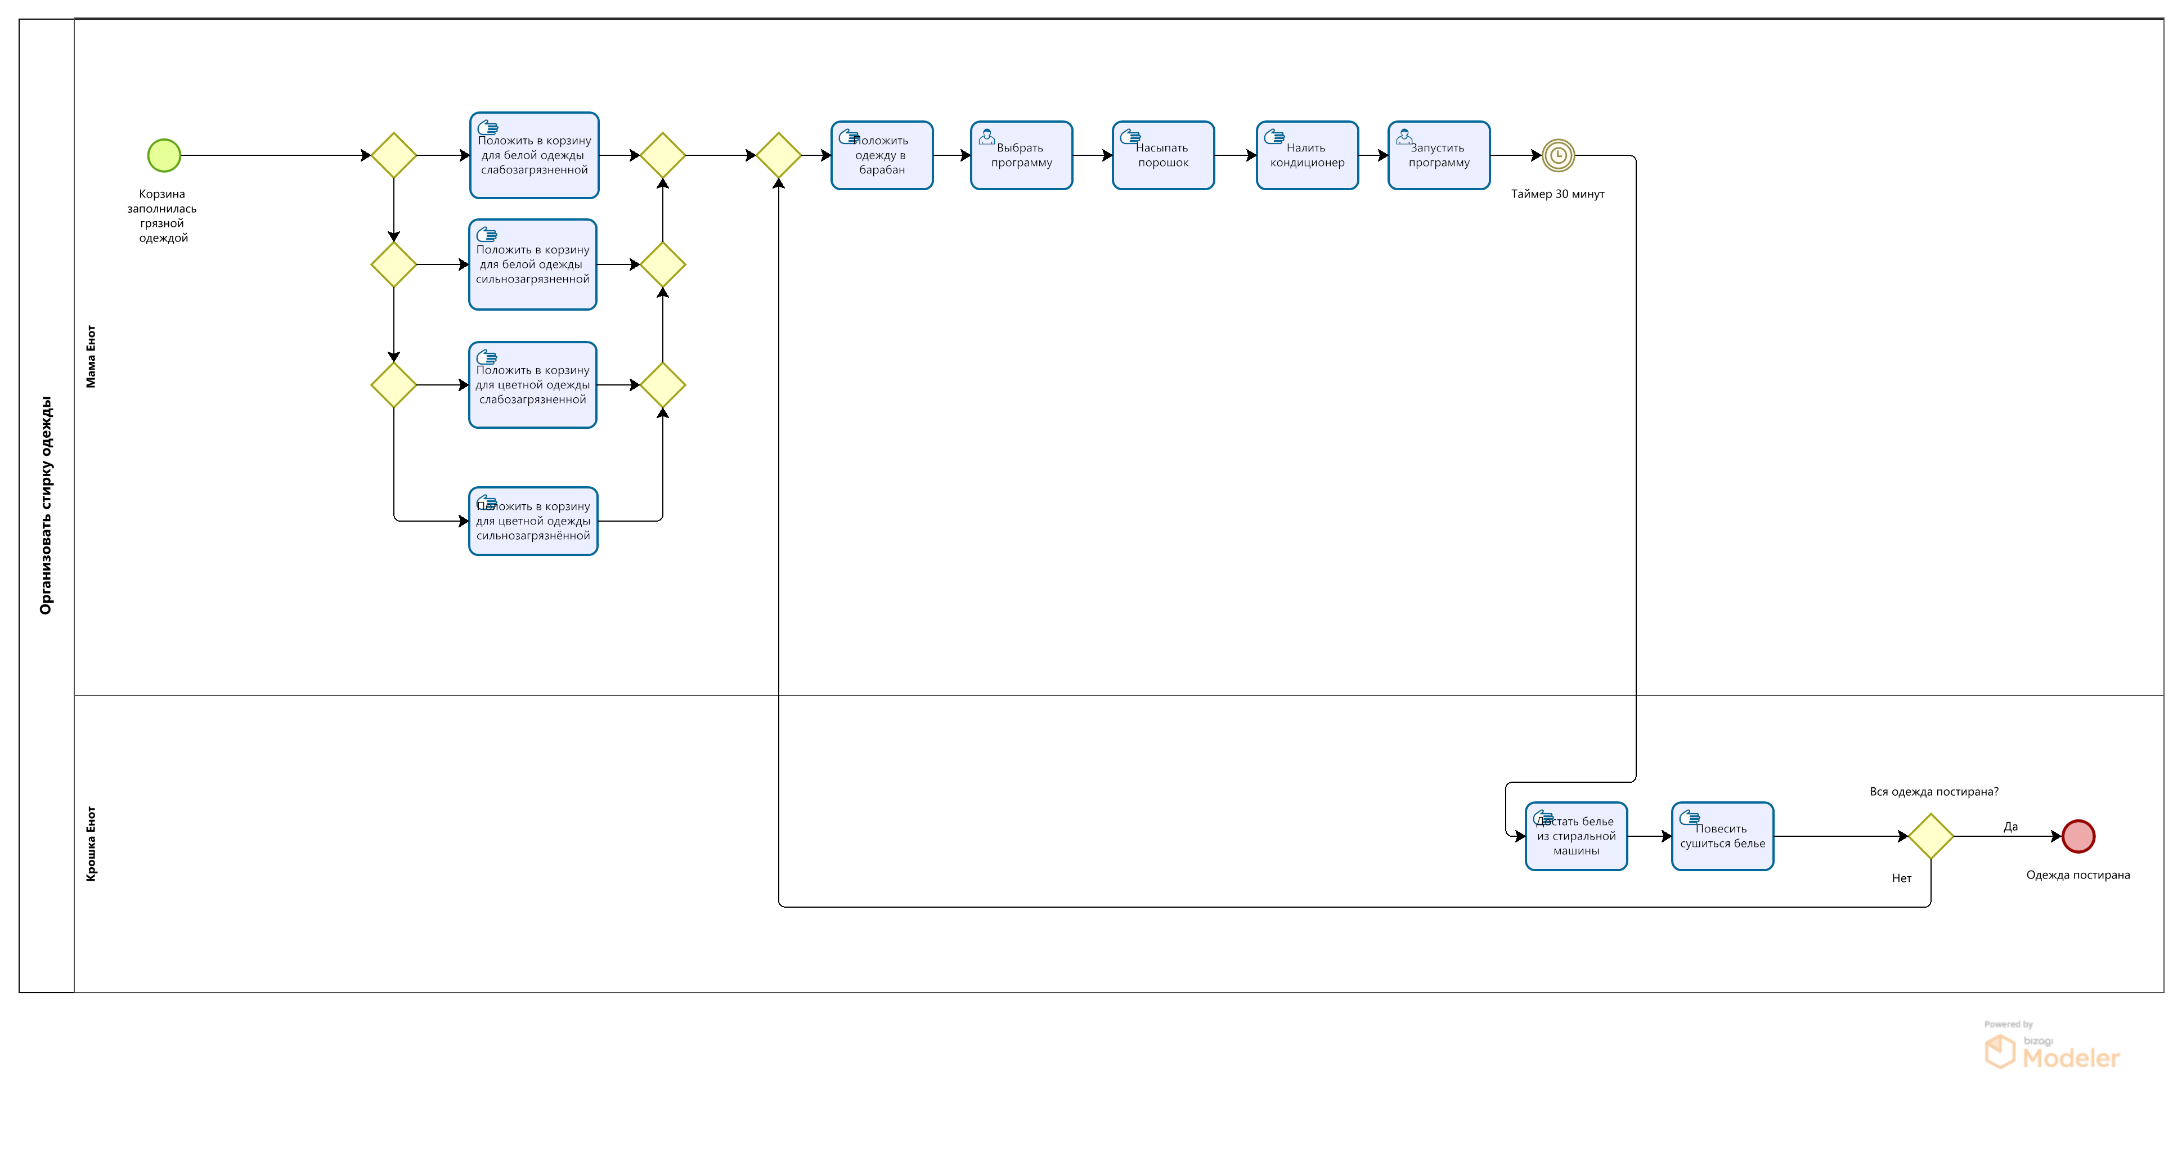 Организовать стирку одежды
Мама Енот
Корзина
заполнилась
грязной
одеждой
Положить в корзину
для белой одежды
слабозагрязненной
Положить в корзину
для белой одежды
сильнозагрязненной
Положить в корзину
для цветной одежды
слабозагрязненной
Положить в корзину
для цветной одежды
сильнозагрязнённой
Положить
одежду в
барабан
Выбрать
программу
Насыпать
порошок
Налить
кондиционер
Запустить
программу
Таймер 30 минут
Крошка Енот
Достать белье
из стиральной
машины
Повесить
сушиться белье
Вся одежда постирана?
Да
Нет
Одежда постирана
Powered by
bizagi
Modeler